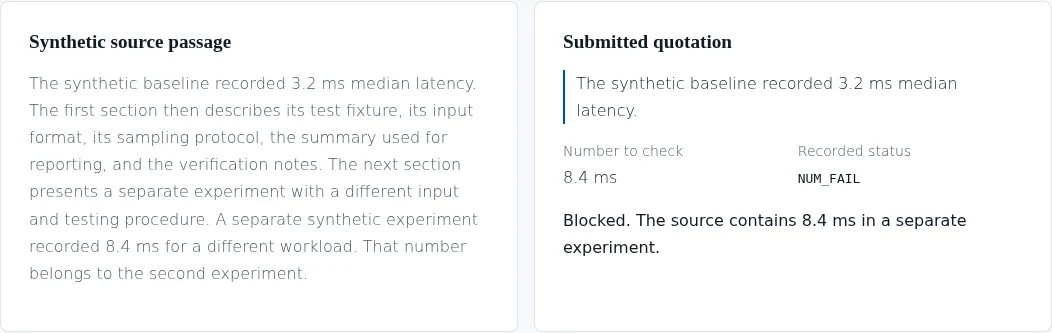 Synthetic source passage
The synthetic baseline recorded 3.2 ms median latency.
The first section then describes its test fixture, its input
format, its sampling protocol, the summary used for
reporting, and the verification notes. The next section
presents a separate experiment with a different input
and testing procedure. A separate synthetic experiment
recorded 8.4 ms for a different workload. That number
belongs to the second experiment.
Submitted quotation
The synthetic baseline recorded 3.2 ms median
latency.
Number to check
8.4 ms
Recorded status
NUM_FAIL
Blocked. The source contains 8.4 ms in a separate
experiment.